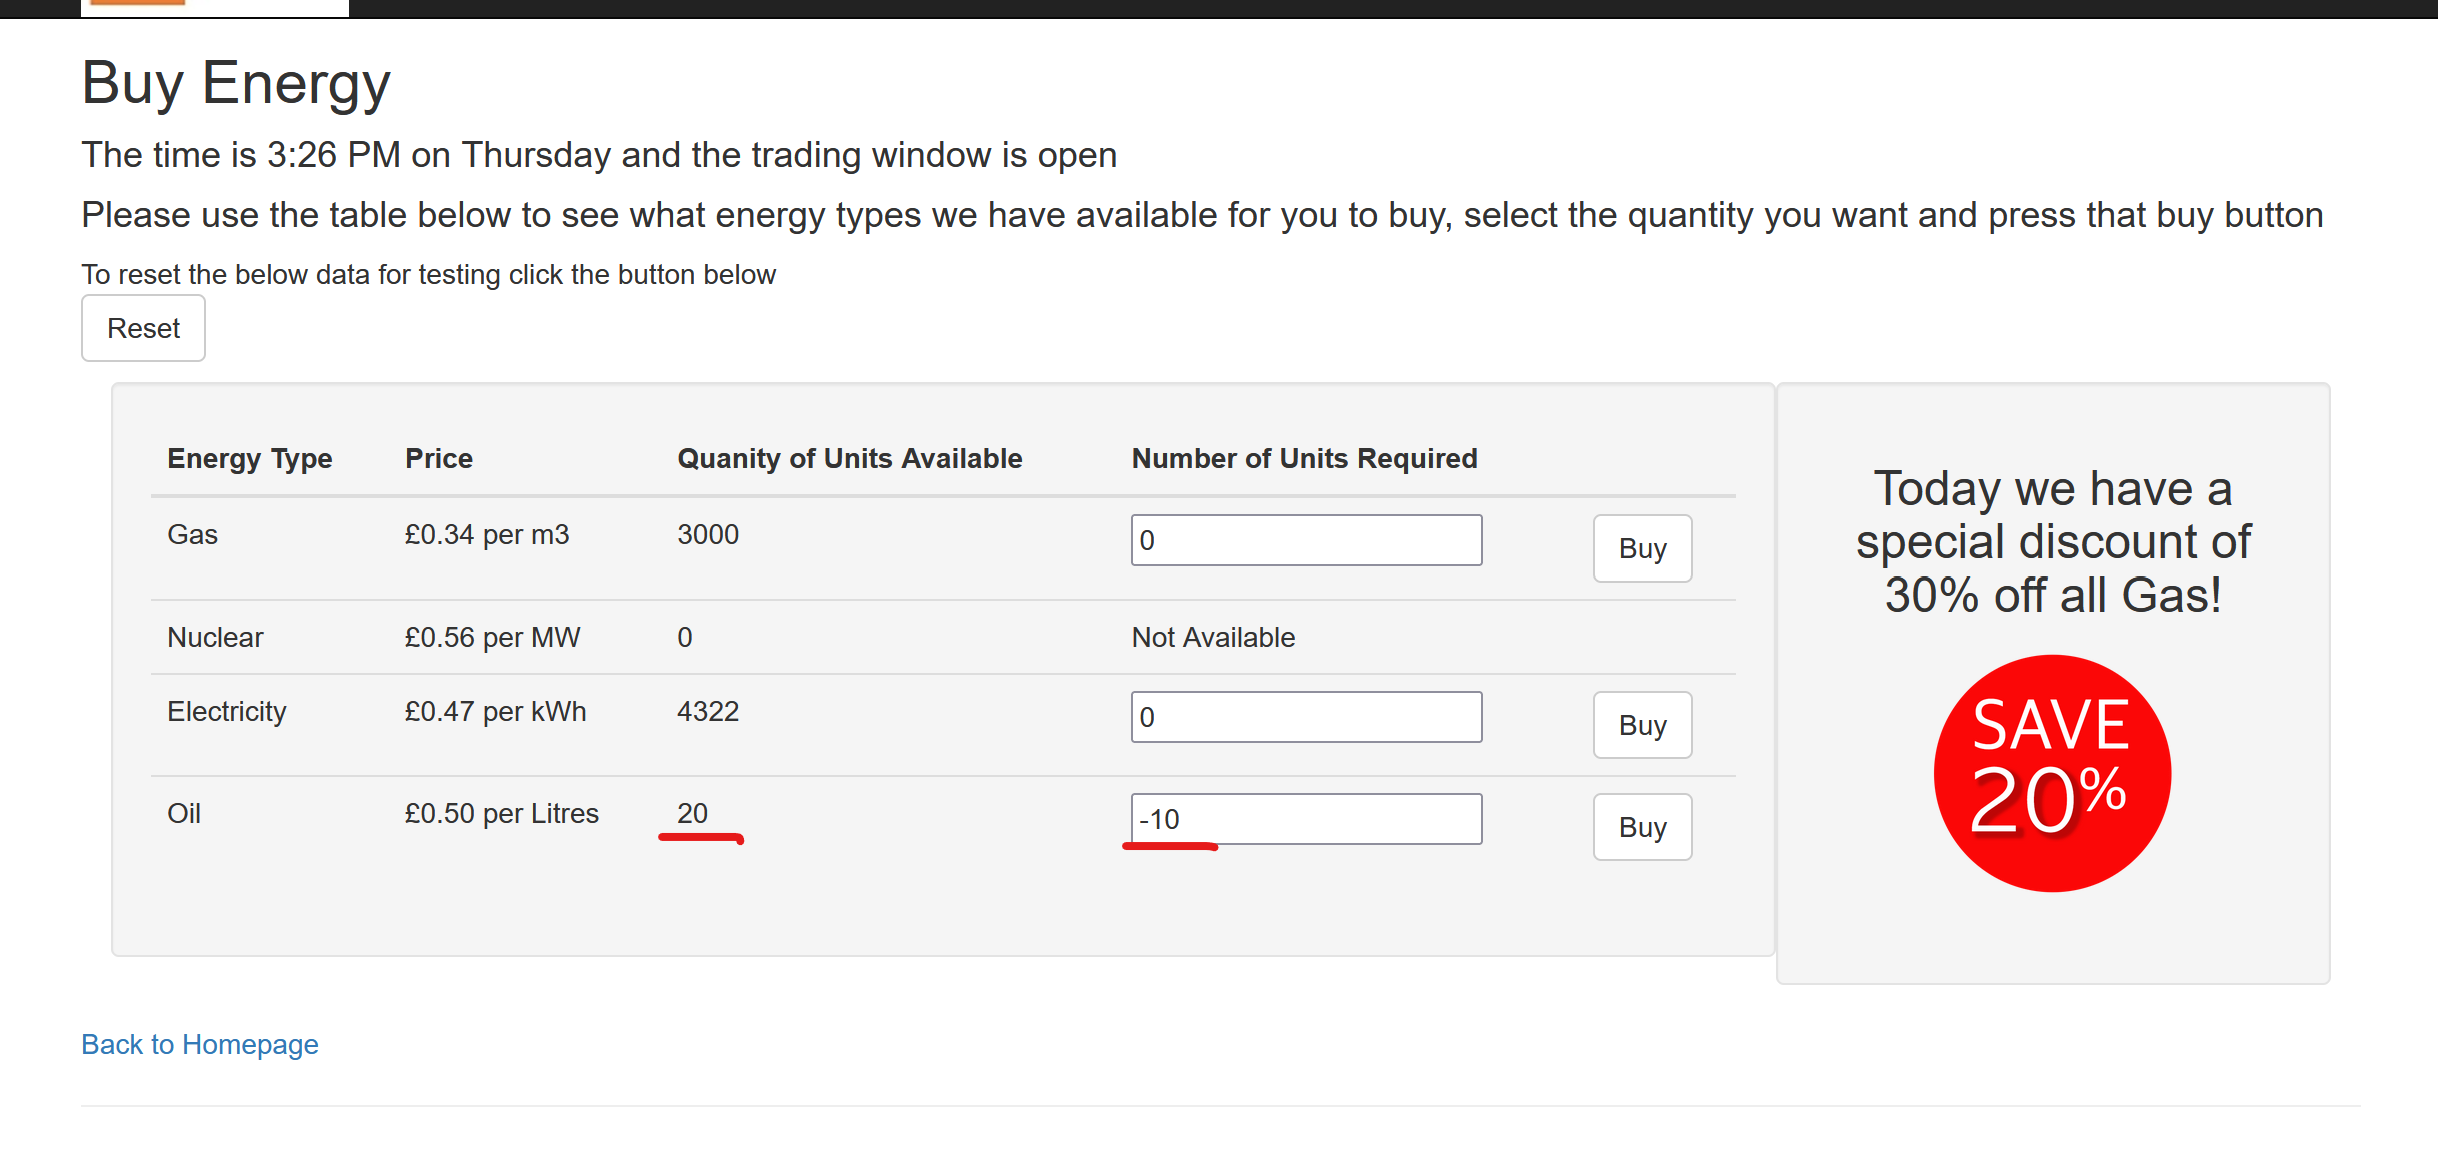 Buy Energy
The time is 3:26 PM on Thursday and the trading window is open
Please use the table below to see what energy types we have available for you to buy, select the quantity you want and press that buy button
To reset the below data for testing click the button below
Reset
Energy Type Price Quanity of Units Available Number of Units Required
Gas £0.34 per m3 3000 0 Buy
Nuclear £0.56 per MW 0 Not Available
Electricity £0.47 per kWh 4322 0 Buy
Oil £0.50 per Litres 20 -10 Buy
Today we have a
special discount of
30% off all Gas!
SAVE
20%
Back to Homepage